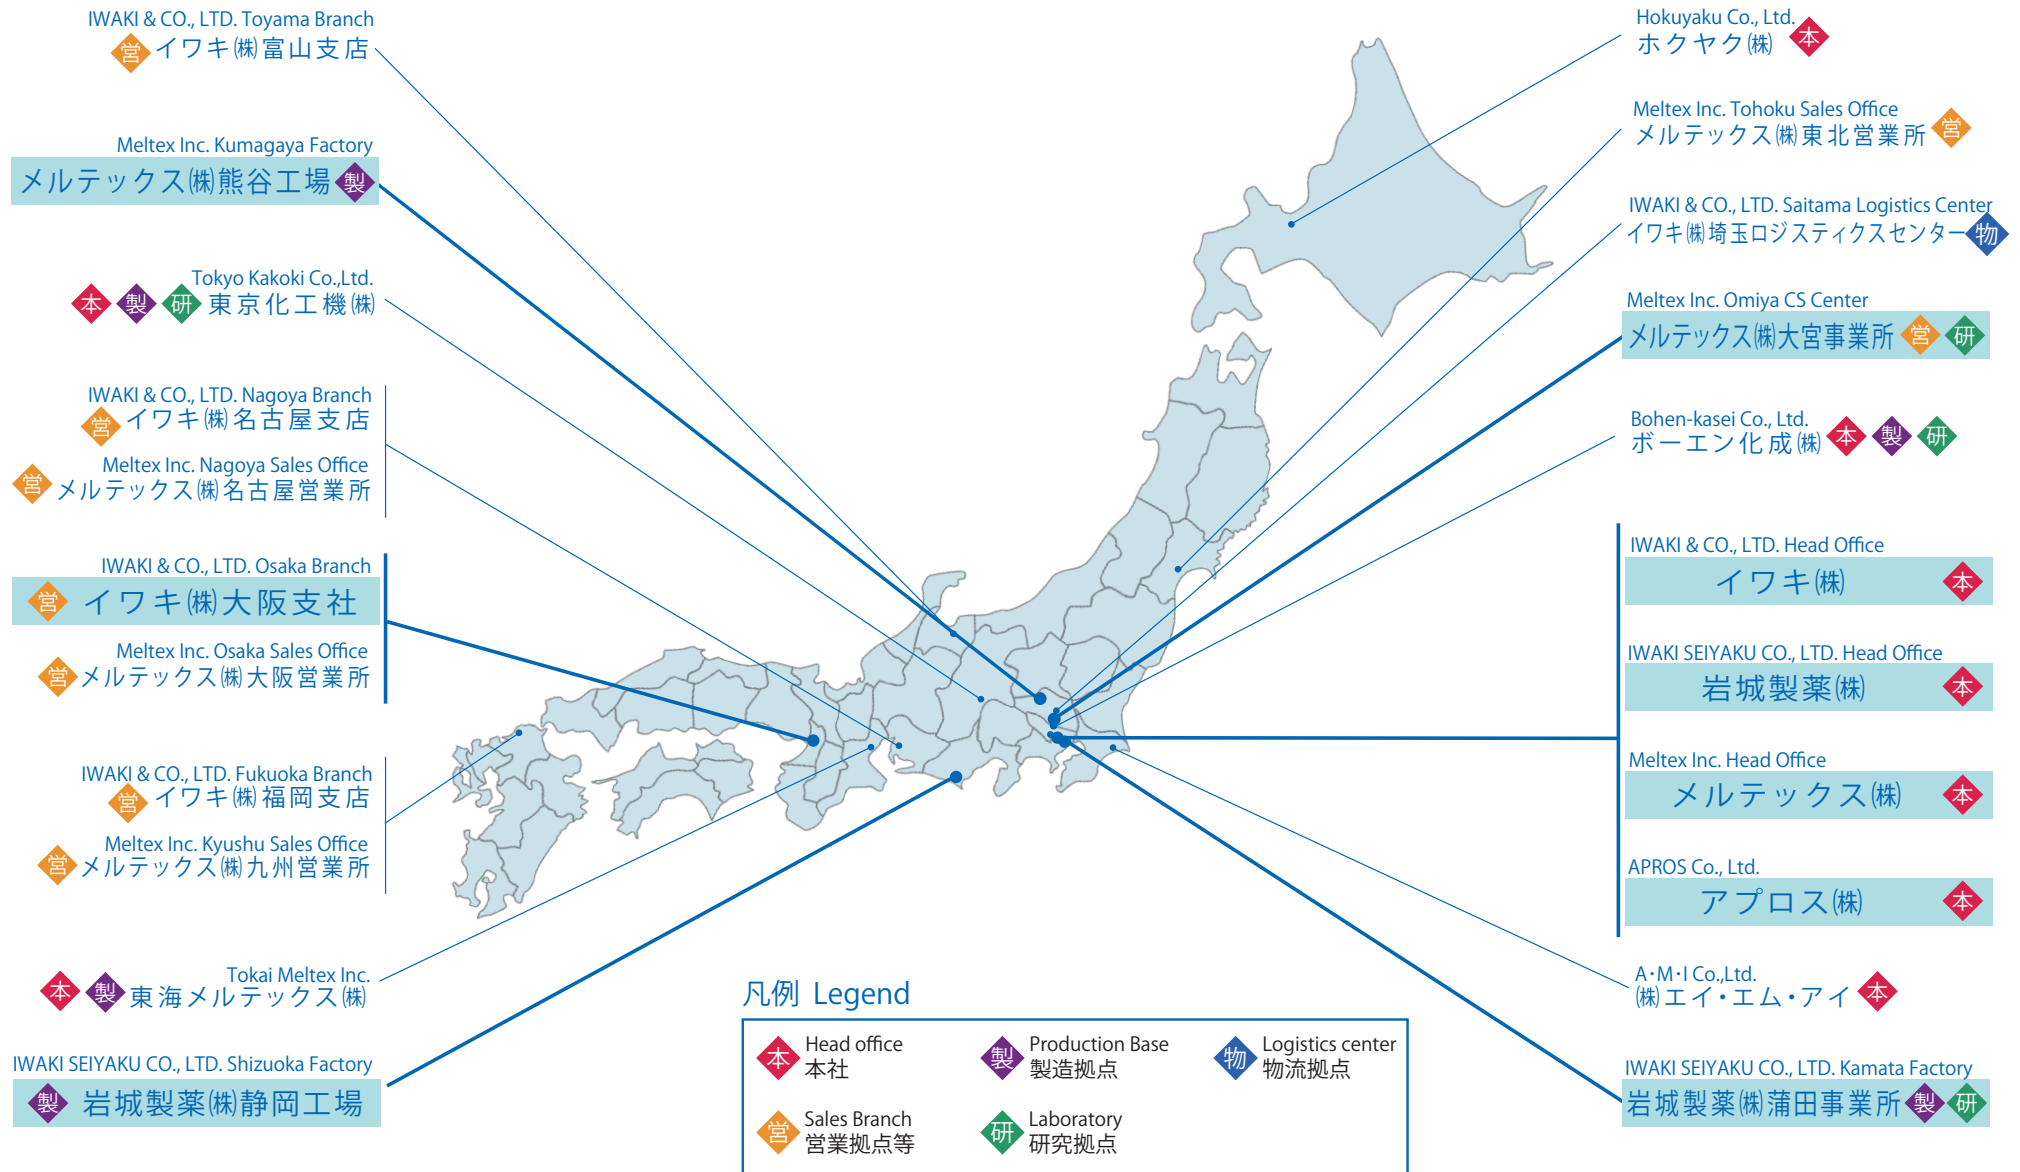 IWAKI & CO., LTD. Toyama Branch
営 イワキ㈱富山支店
Meltex Inc. Kumagaya Factory
メルテックス㈱熊谷工場 製
Tokyo Kakoki Co.,Ltd.
本 製 研 東京化工機㈱
IWAKI & CO., LTD. Nagoya Branch
営 イワキ㈱名古屋支店
Meltex Inc. Nagoya Sales Office
営 メルテックス㈱名古屋営業所
IWAKI & CO., LTD. Osaka Branch
営 イワキ㈱大阪支社
Meltex Inc. Osaka Sales Office
営 メルテックス㈱大阪営業所
IWAKI & CO., LTD. Fukuoka Branch
営 イワキ㈱福岡支店
Meltex Inc. Kyushu Sales Office
営 メルテックス㈱九州営業所
Tokai Meltex Inc.
本 製 東海メルテックス㈱
IWAKI SEIYAKU CO., LTD. Shizuoka Factory
製 岩城製薬㈱静岡工場
Hokuyaku Co., Ltd.
ホクヤク㈱ 本
Meltex Inc. Tohoku Sales Office
メルテックス㈱東北営業所 営
IWAKI & CO., LTD. Saitama Logistics Center
イワキ㈱埼玉ロジスティクスセンター 物
Meltex Inc. Omiya CS Center
メルテックス㈱大宮事業所 営 研
Bohen-kasei Co., Ltd.
ボーエン化成㈱ 本 製 研
IWAKI & CO., LTD. Head Office
イワキ㈱ 本
IWAKI SEIYAKU CO., LTD. Head Office
岩城製薬㈱ 本
Meltex Inc. Head Office
メルテックス㈱ 本
APROS Co., Ltd.
アプロス㈱ 本
A・M・I Co.,Ltd.
㈱エイ・エム・アイ 本
IWAKI SEIYAKU CO., LTD. Kamata Factory
岩城製薬㈱蒲田事業所 製 研
凡例 Legend
本 Head office
本社
製 Production Base
製造拠点
物 Logistics center
物流拠点
営 Sales Branch
営業拠点等
研 Laboratory
研究拠点